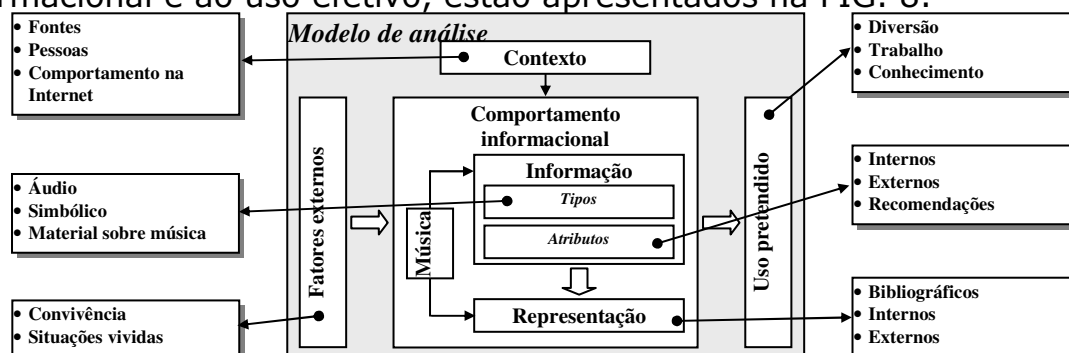 rmacional e ao uso efetivo, estão apresentados na FIG. 8.
• Fontes
• Pessoas
• Comportamento na
Internet
• Áudio
• Simbólico
• Material sobre música
• Convivência
• Situações vividas
Modelo de análise
Contexto
Fatores externos
Comportamento
informacional
Música
Informação
Tipos
Atributos
Representação
Uso pretendido
• Diversão
• Trabalho
• Conhecimento
• Internos
• Externos
• Recomendações
• Bibliográficos
• Internos
• Externos